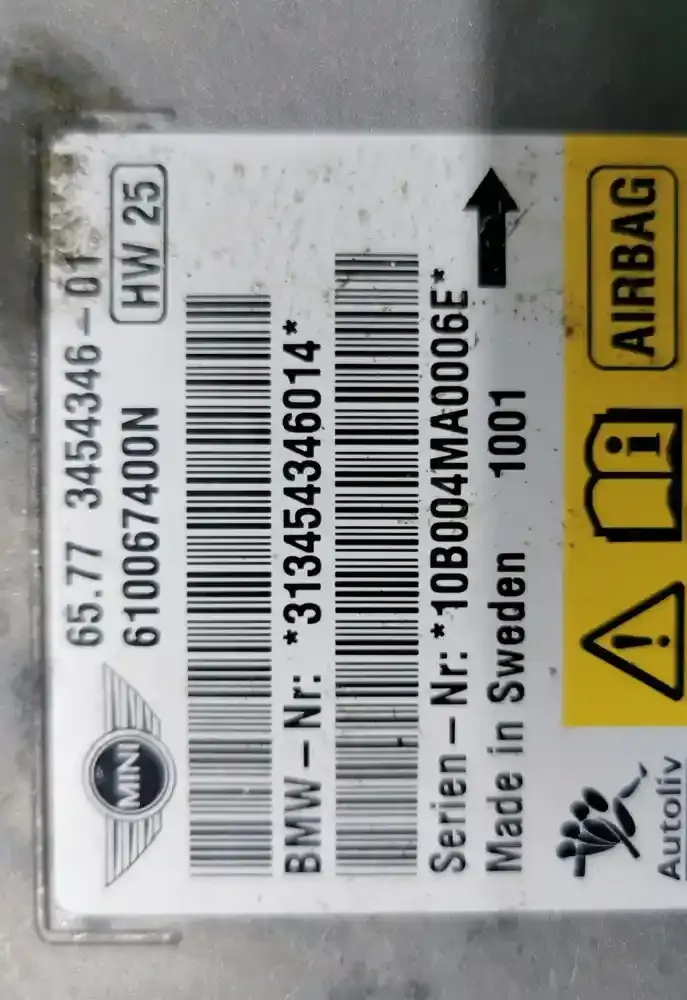 MINI
65.77 3454346-01
610067400N
HW 25
BMW-Nr: *313454346014*
Serien-Nr: *10B004MA0006E*
Made in Sweden 1001
Autoliv
AIRBAG